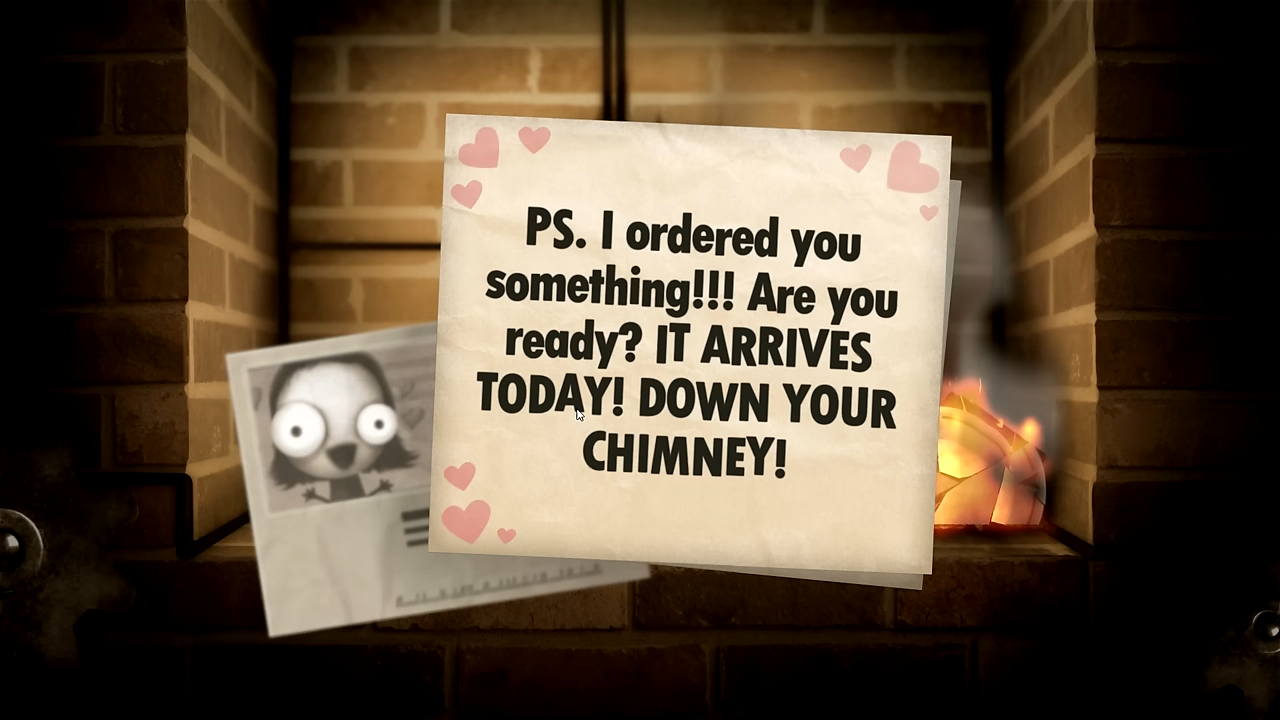 PS. I ordered you
something!!! Are you
ready? IT ARRIVES
TODAY! DOWN YOUR
CHIMNEY!